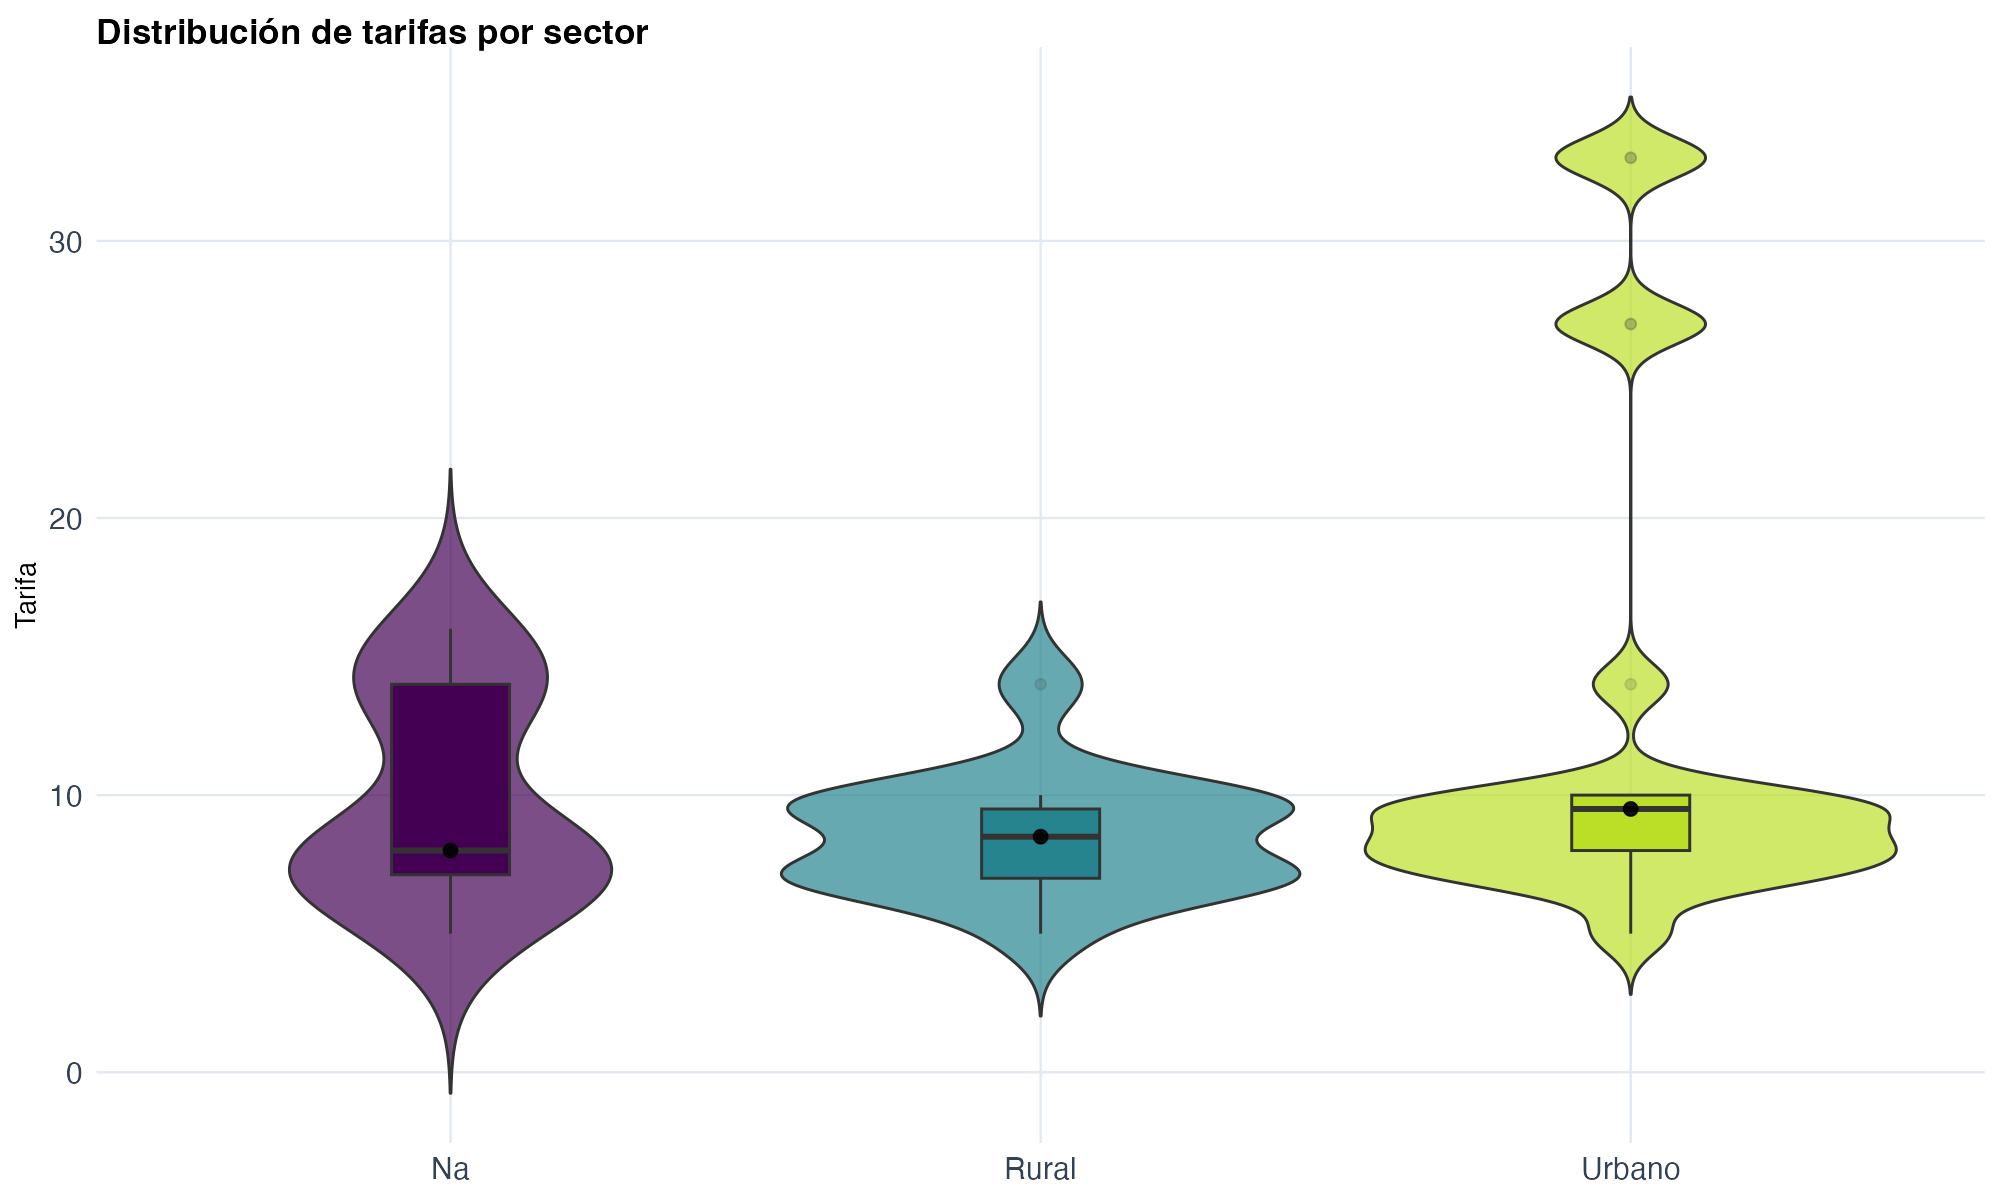 Distribución de tarifas por sector
Tarifa
30
20
10
0
Na
Rural
Urbano